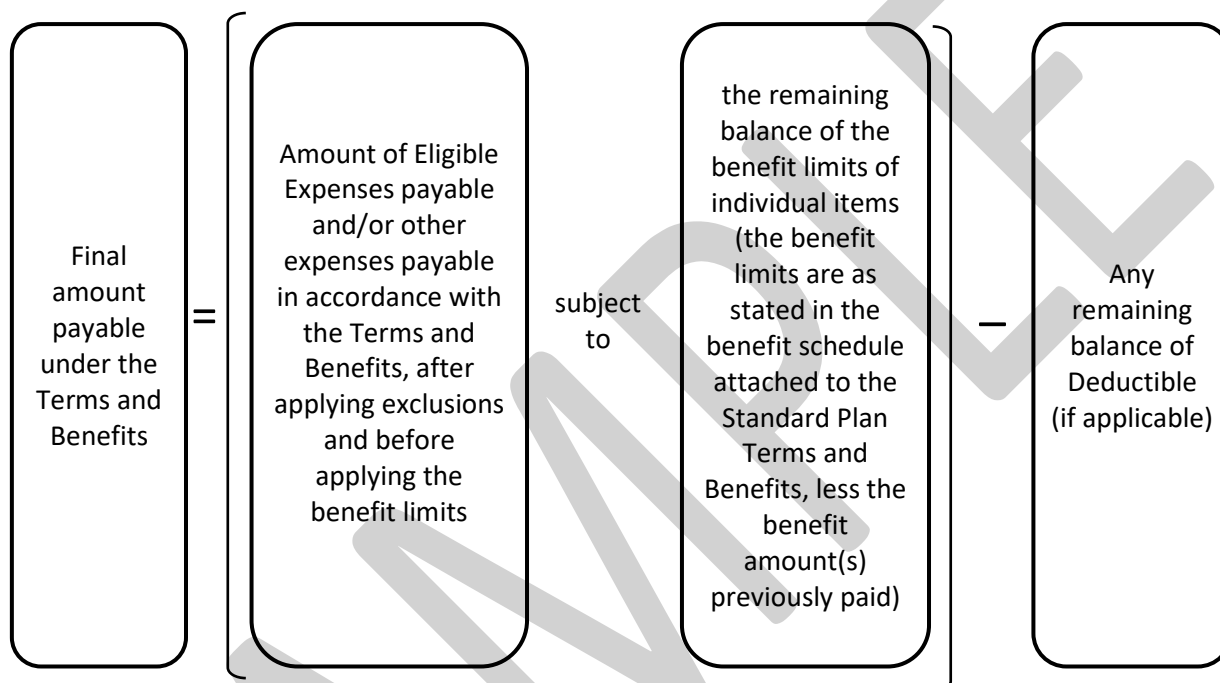 Final
amount
payable
under the
Terms and
Benefits
=
Amount of Eligible
Expenses payable
and/or other
expenses payable
in accordance with
the Terms and
Benefits, after
applying exclusions
and before
applying the
benefit limits
subject
to
the remaining
balance of the
benefit limits of
individual items
(the benefit
limits are as
stated in the
benefit schedule
attached to the
Standard Plan
Terms and
Benefits, less the
benefit
amount(s)
previously paid)
–
Any
remaining
balance of
Deductible
(if applicable)
MPLE